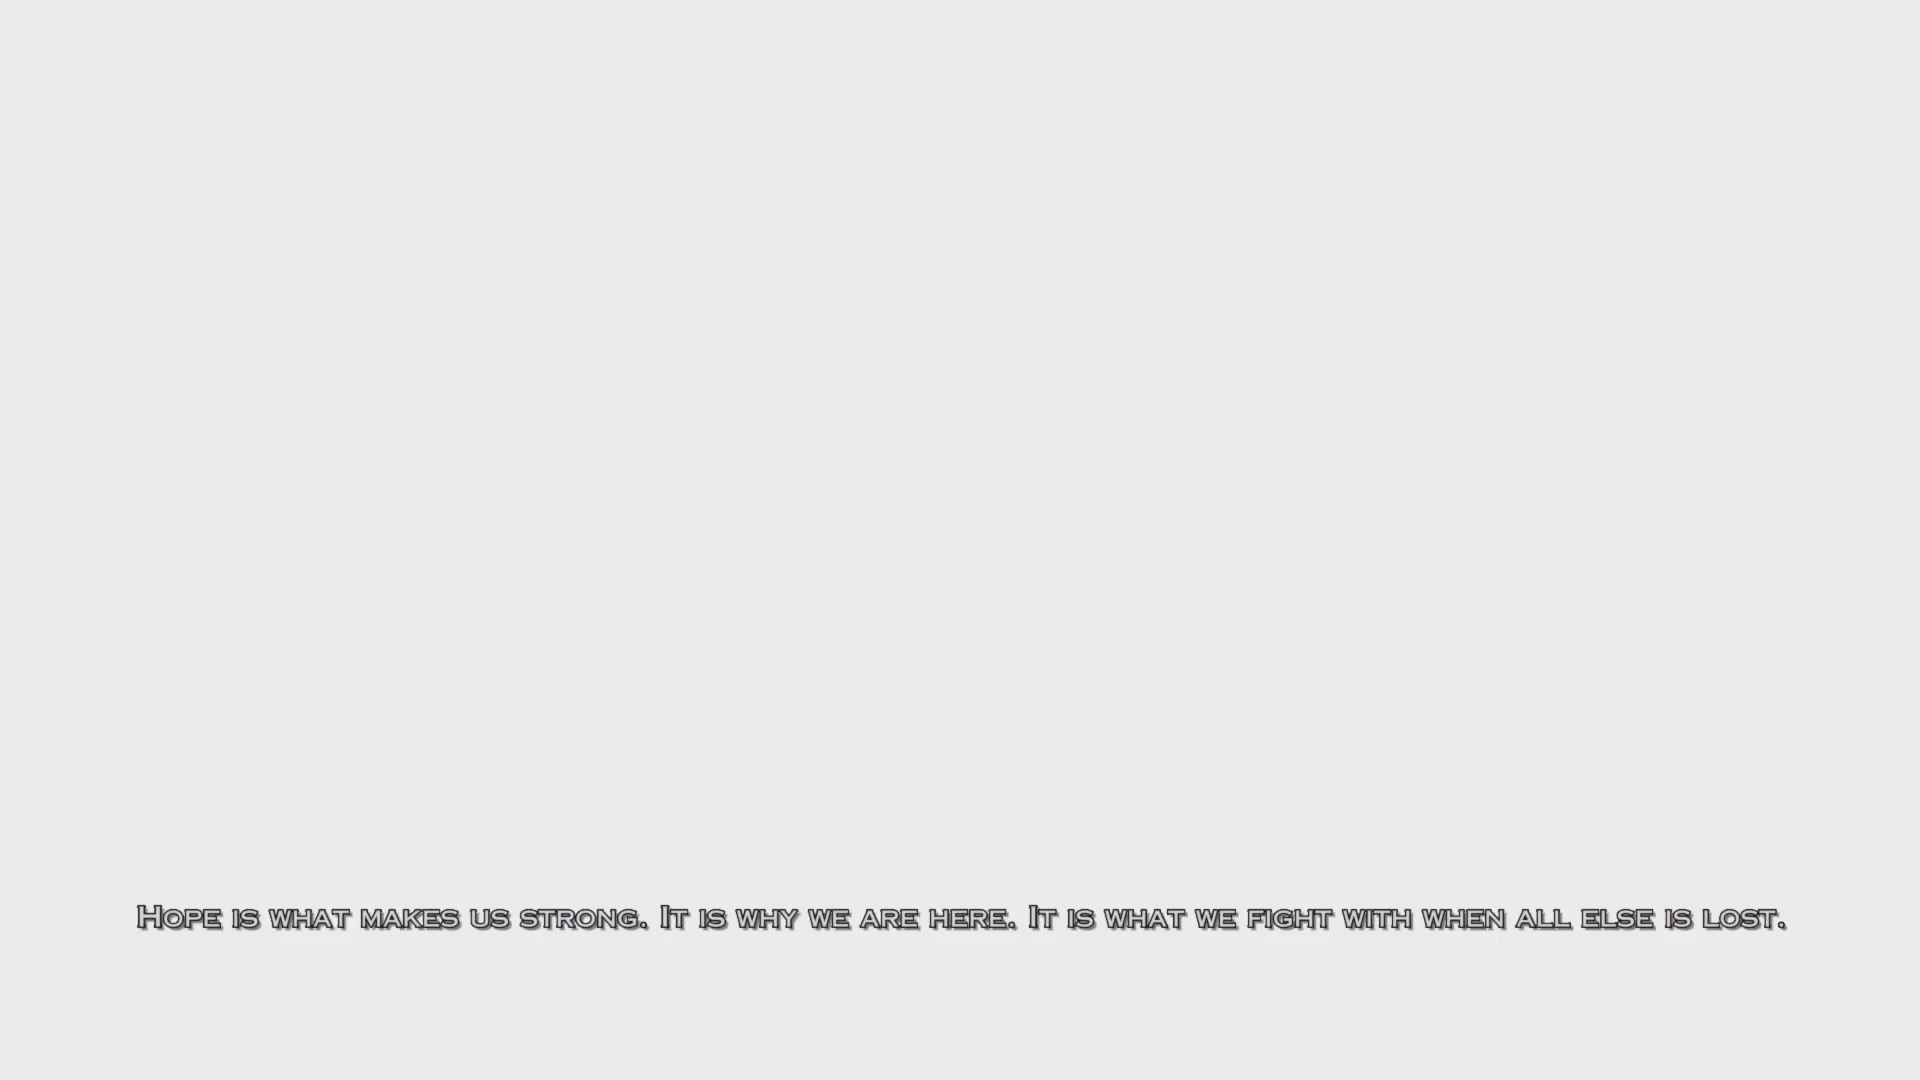 Hope is what makes us strong. It is why we are here. It is what we fight with when all else is lost.